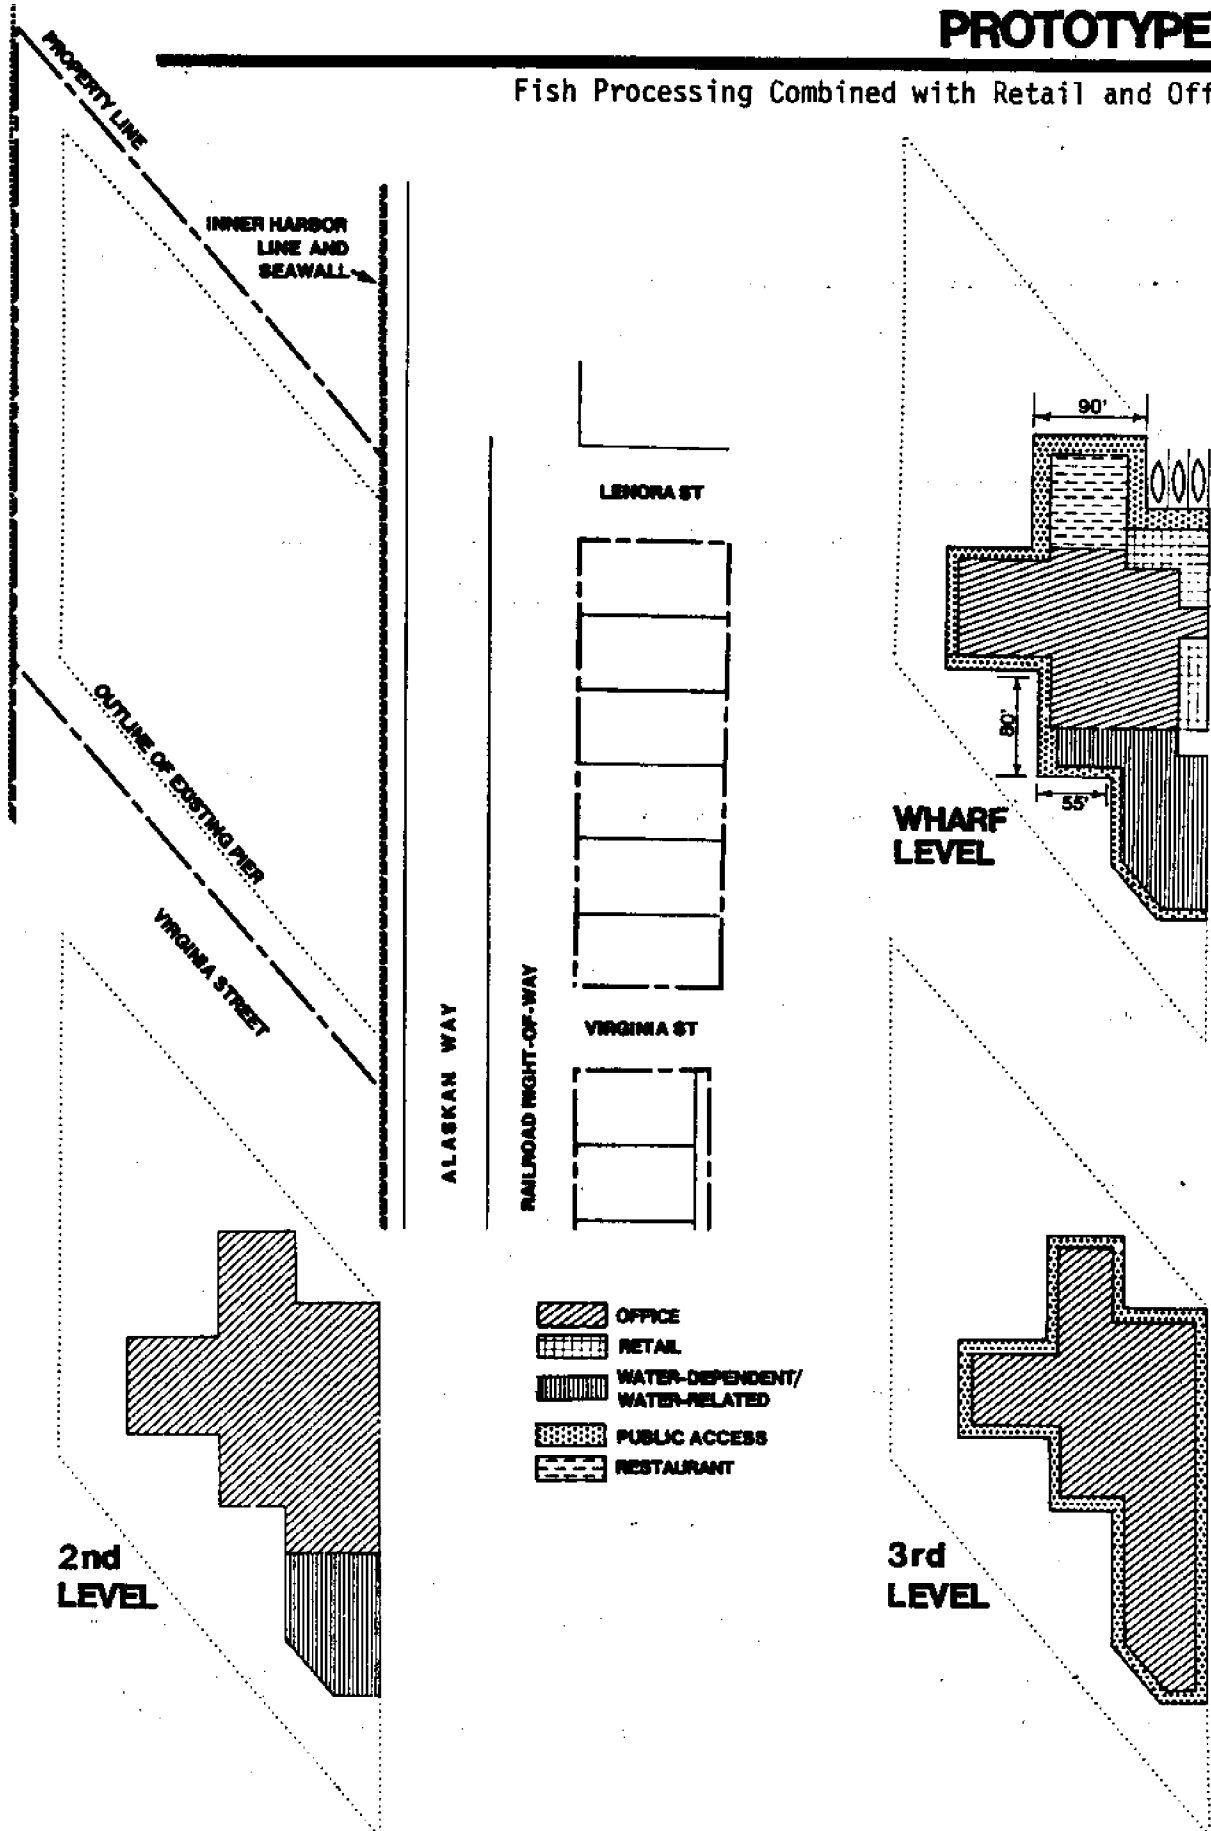 PROTOTYPE
Fish Processing Combined with Retail and Off
PROPERTY LINE
INNER HARBOR
LINE AND
SEAWALL
90'
LENORA ST
OUTLINE OF EXISTING PIER
80'
55'
WHARF
LEVEL
VIRGINIA STREET
ALASKAN WAY
RAILROAD RIGHT-OF-WAY
VIRGINIA ST
OFFICE
RETAIL
WATER-DEPENDENT/
WATER-RELATED
PUBLIC ACCESS
RESTAURANT
2nd
LEVEL
3rd
LEVEL